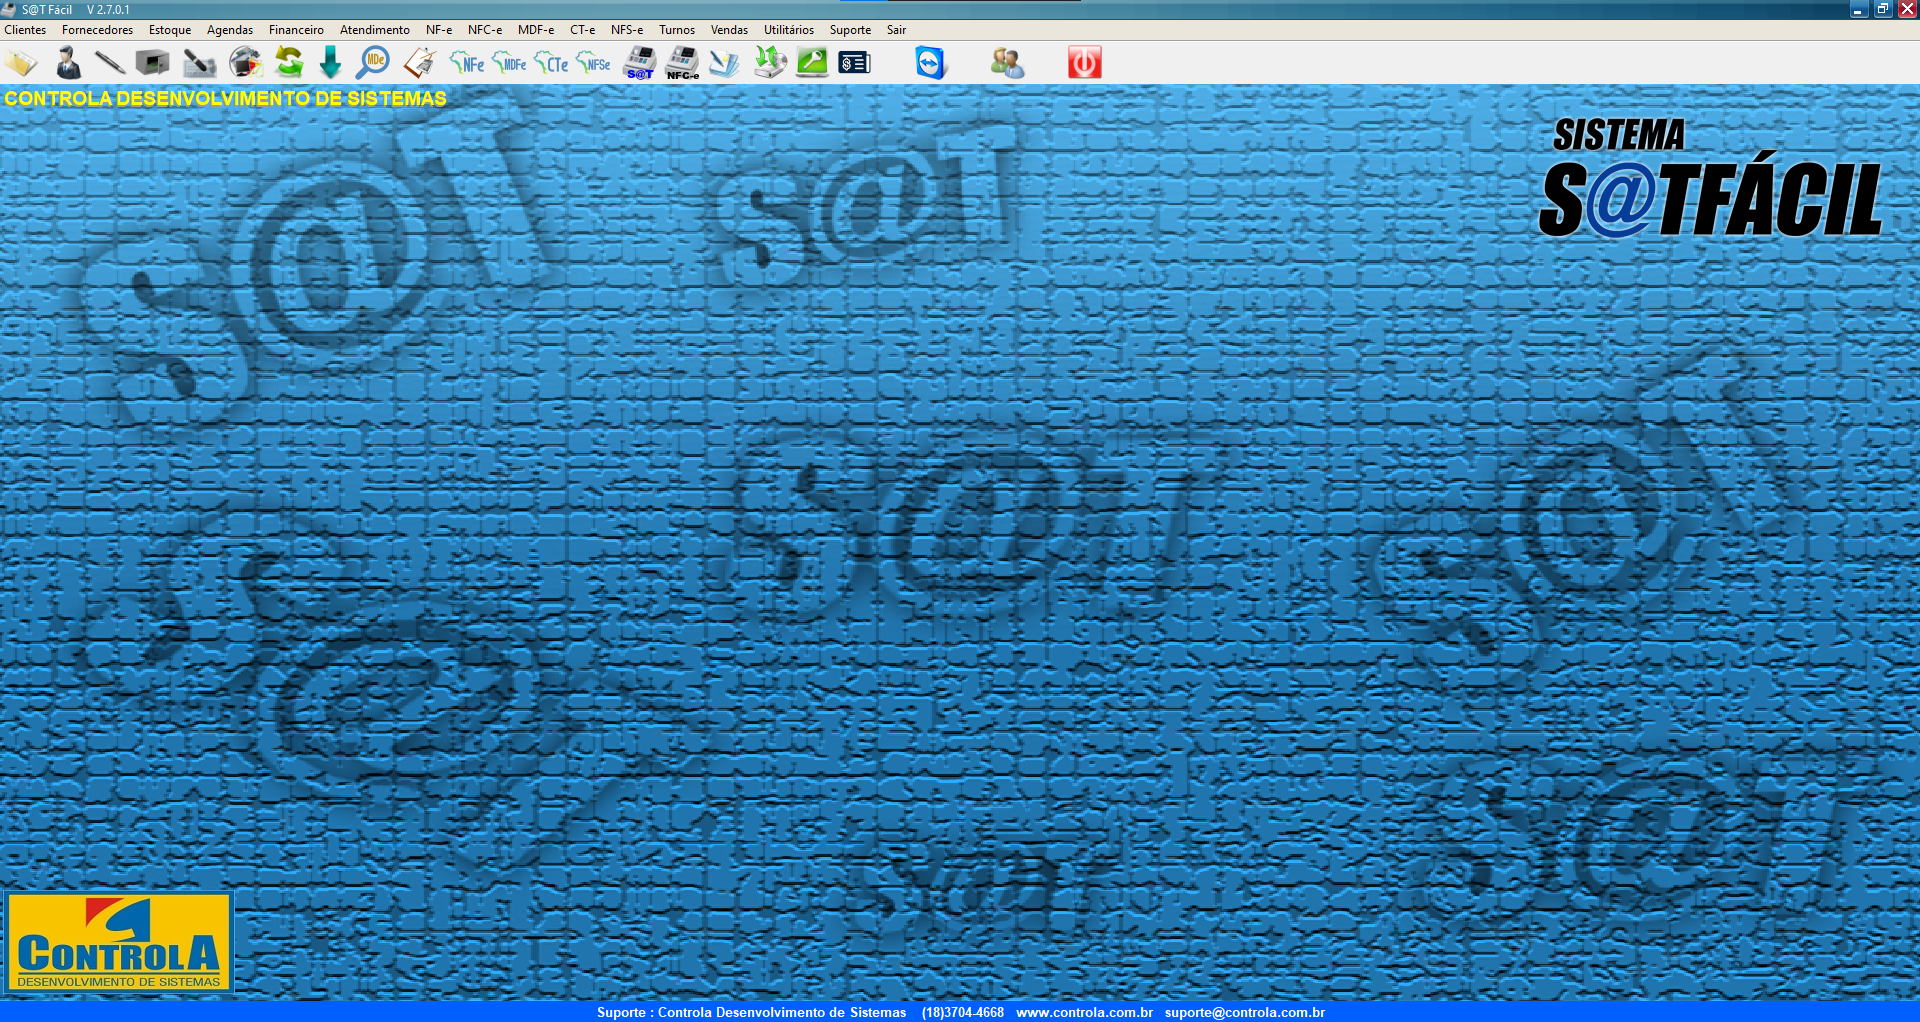 S@T Fácil V 2.7.0.1
Clientes Fornecedores Estoque Agendas Financeiro Atendimento NF-e NFC-e MDF-e CT-e NFS-e Turnos Vendas Utilitários Suporte Sair
MDe NFe MDFe CTe NFSe S@T NFC-e
CONTROLA DESENVOLVIMENTO DE SISTEMAS
SISTEMA
S@TFÁCIL
S@T
S@T
S@T
S@T
S@T
S@T
S@T
CONTROLA
DESENVOLVIMENTO DE SISTEMAS
Suporte : Controla Desenvolvimento de Sistemas (18)3704-4668 www.controla.com.br suporte@controla.com.br